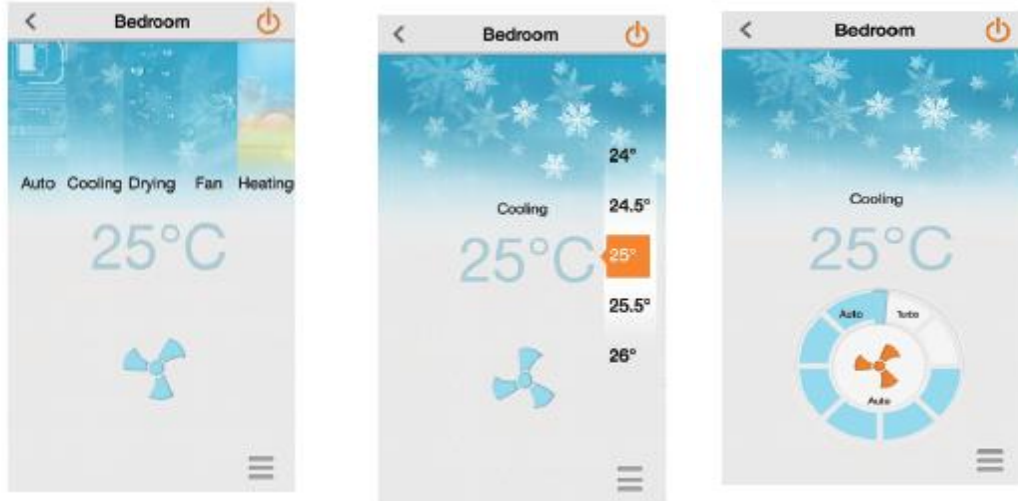 Bedroom
Auto Cooling Drying Fan Heating
25°C
Bedroom
24°
24.5°
Cooling
25°C
25°
25.5°
26°
Bedroom
Cooling
25°C
Auto Turbo
Auto